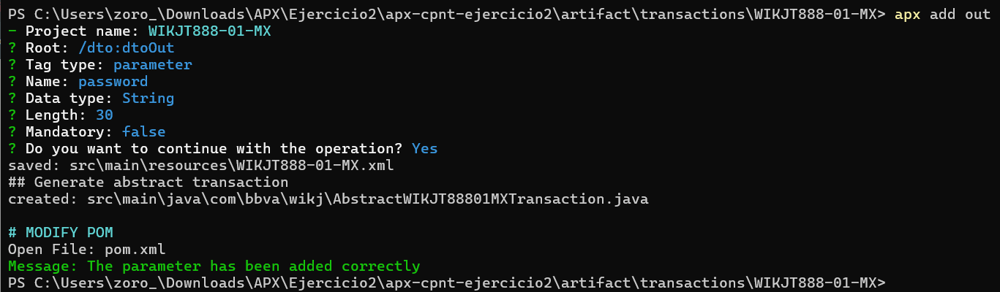 PS C:\Users\zoro_\Downloads\APX\Ejercicio2\apx-cpnt-ejercicio2\artifact\transactions\WIKJT888-01-MX> apx add out
- Project name: WIKJT888-01-MX
? Root: /dto:dtoOut
? Tag type: parameter
? Name: password
? Data type: String
? Length: 30
? Mandatory: false
? Do you want to continue with the operation? Yes
saved: src\main\resources\WIKJT888-01-MX.xml
## Generate abstract transaction
created: src\main\java\com\bbva\wikj\AbstractWIKJT88801MXTransaction.java
# MODIFY POM
Open File: pom.xml
Message: The parameter has been added correctly
PS C:\Users\zoro_\Downloads\APX\Ejercicio2\apx-cpnt-ejercicio2\artifact\transactions\WIKJT888-01-MX>